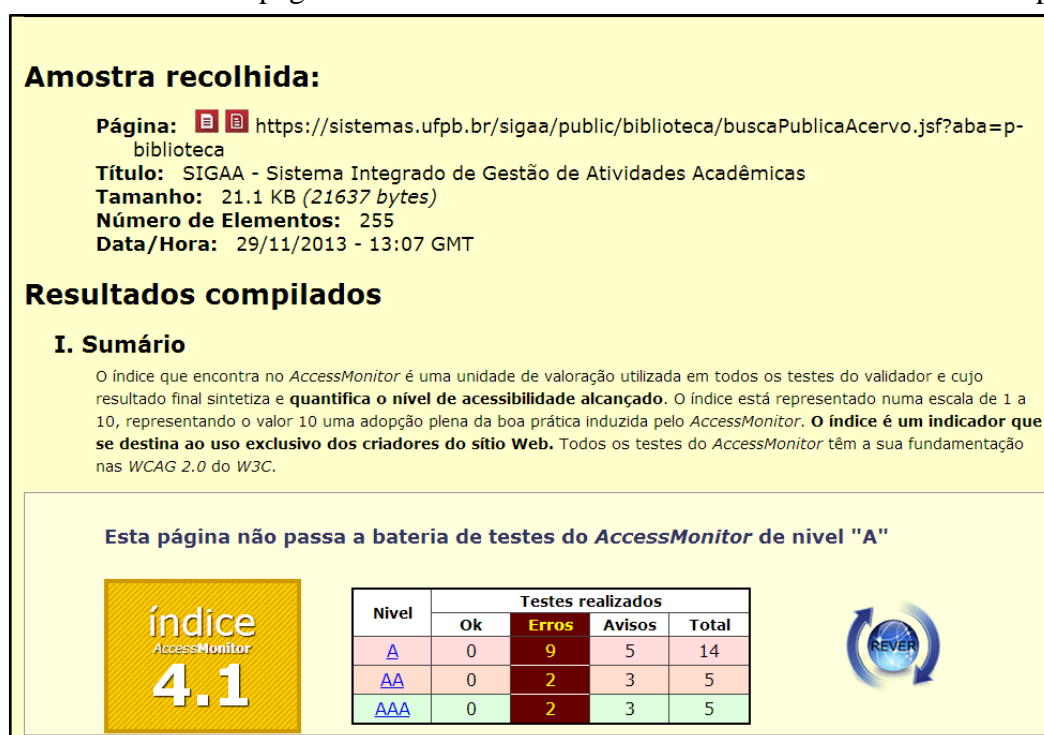 Amostra recolhida:
Página: https://sistemas.ufpb.br/sigaa/public/biblioteca/buscaPublicaAcervo.jsf?aba=p-
biblioteca
Título: SIGAA - Sistema Integrado de Gestão de Atividades Acadêmicas
Tamanho: 21.1 KB (21637 bytes)
Número de Elementos: 255
Data/Hora: 29/11/2013 - 13:07 GMT
Resultados compilados
I. Sumário
O índice que encontra no AccessMonitor é uma unidade de valoração utilizada em todos os testes do validador e cujo
resultado final sintetiza e quantifica o nível de acessibilidade alcançado. O índice está representado numa escala de 1 a
10, representando o valor 10 uma adopção plena da boa prática induzida pelo AccessMonitor. O índice é um indicador que
se destina ao uso exclusivo dos criadores do sítio Web. Todos os testes do AccessMonitor têm a sua fundamentação
nas WCAG 2.0 do W3C.
Esta página não passa a bateria de testes do AccessMonitor de nivel "A"
índice
AccessMonitor
4.1
Nivel Testes realizados
Ok Erros Avisos Total
A 0 9 5 14
AA 0 2 3 5
AAA 0 2 3 5
REVER